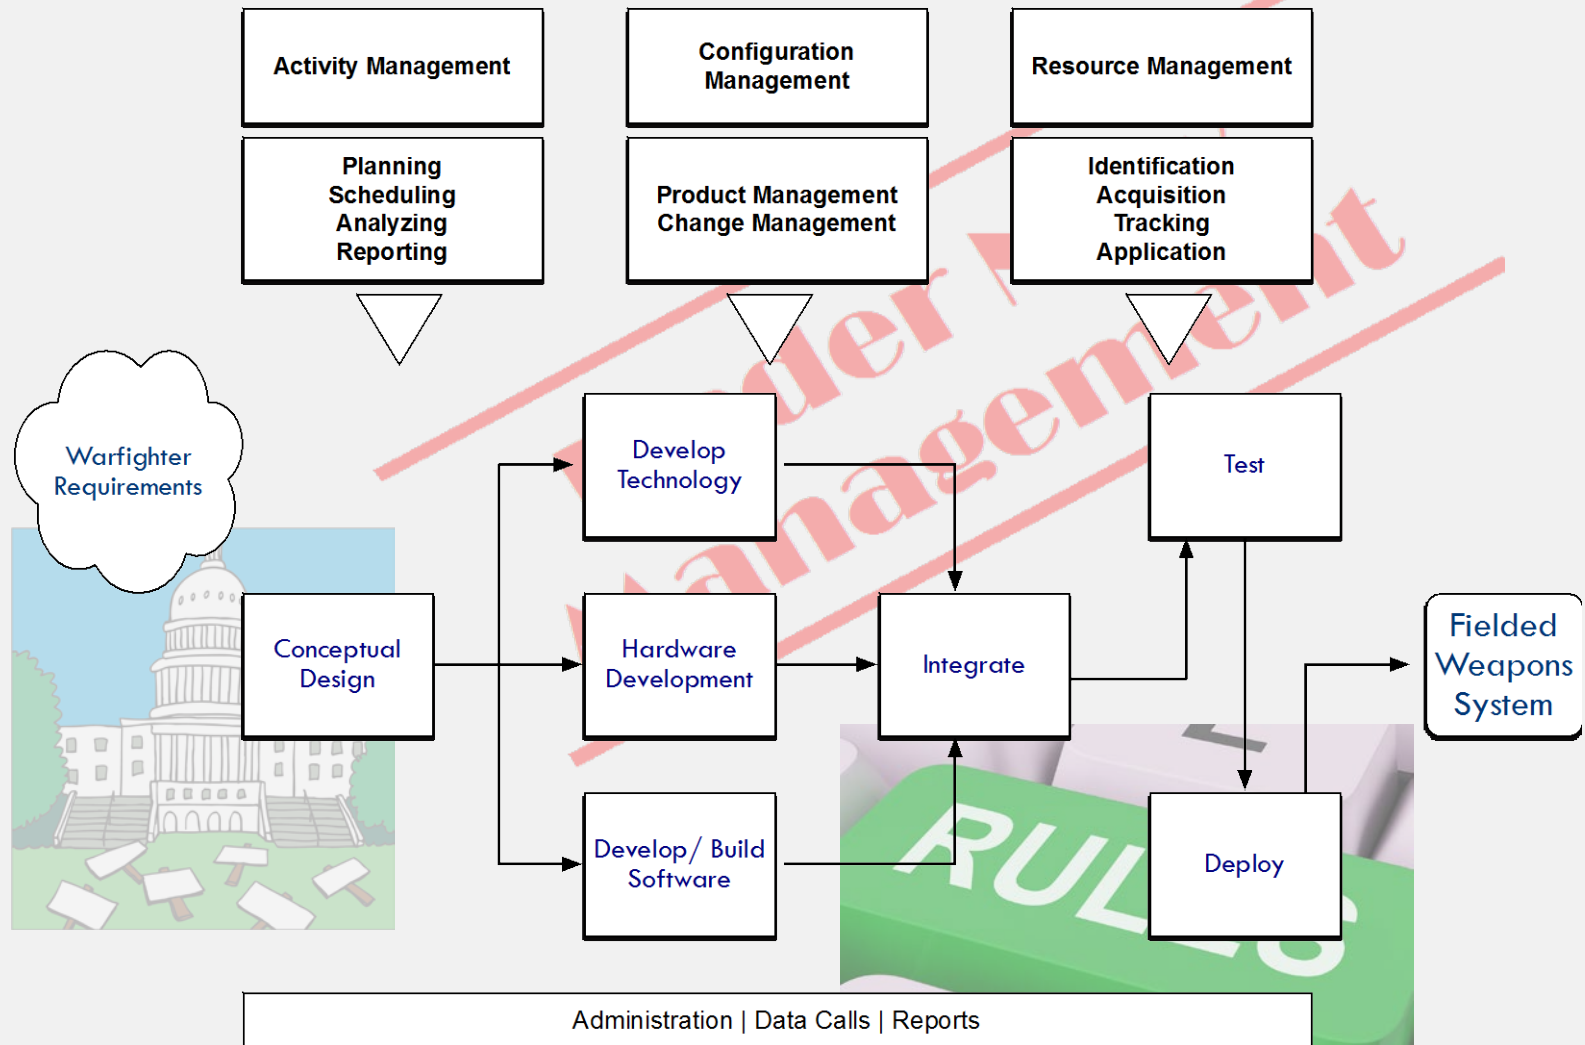 Activity Management
Configuration
Management
Resource Management
Planning
Scheduling
Analyzing
Reporting
Product Management
Change Management
Identification
Acquisition
Tracking
Application
Management
Warfighter
Requirements
Develop
Technology
Test
Conceptual
Design
Hardware
Development
Integrate
Fielded
Weapons
System
Develop/ Build
Software
Deploy
RULES
Administration | Data Calls | Reports